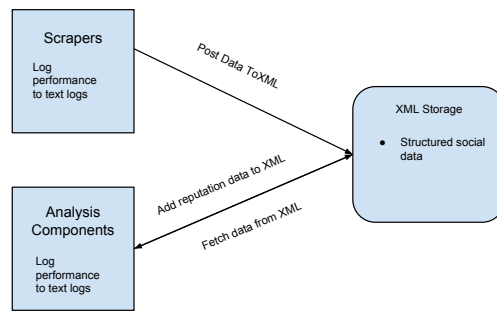 Scrapers
Log
performance
to text logs
Post Data ToXML
XML Storage
● Structured social
data
Add reputation data to XML
Fetch data from XML
Analysis
Components
Log
performance
to text logs